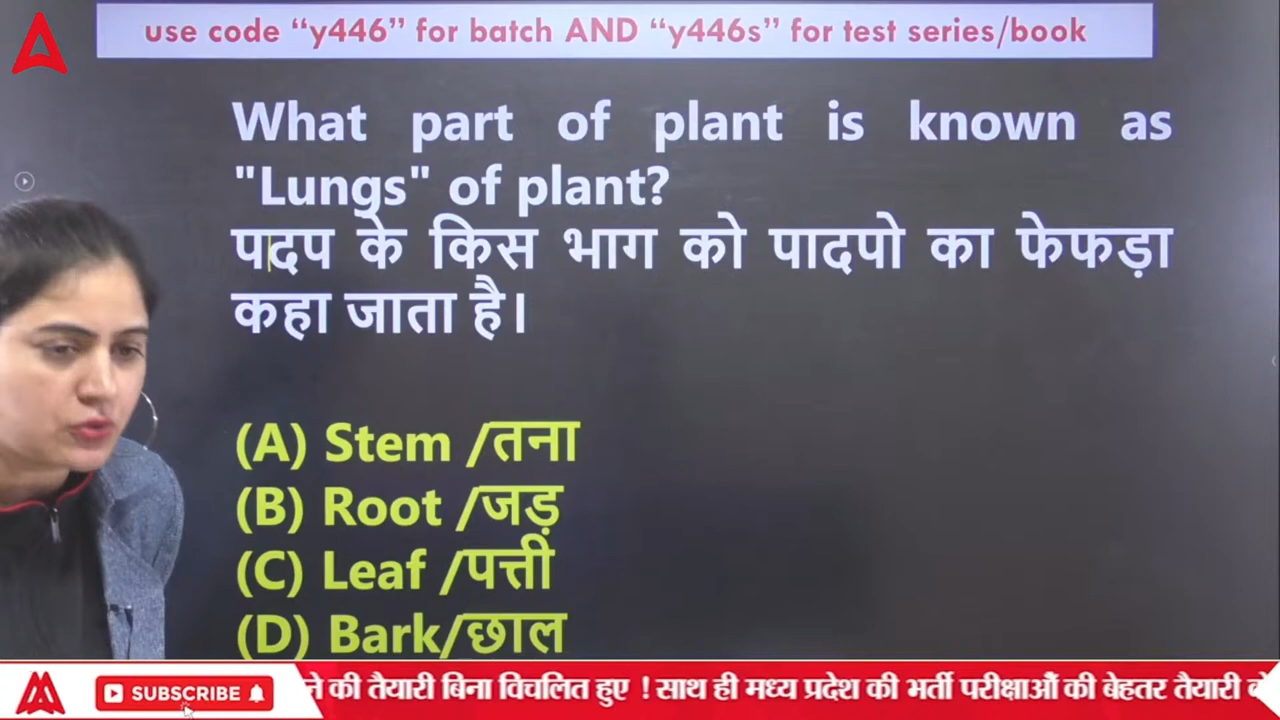 use code “y446” for batch AND “y446s” for test series/book
What part of plant is known as
"Lungs" of plant?
पदप के किस भाग को पादपो का फेफड़ा
कहा जाता है।
(A) Stem /तना
(B) Root /जड़
(C) Leaf /पत्ती
(D) Bark/छाल
SUBSCRIBE
ने की तैयारी बिना विचलित हुए ! साथ ही मध्य प्रदेश की भर्ती परीक्षाओं की बेहतर तैयारी